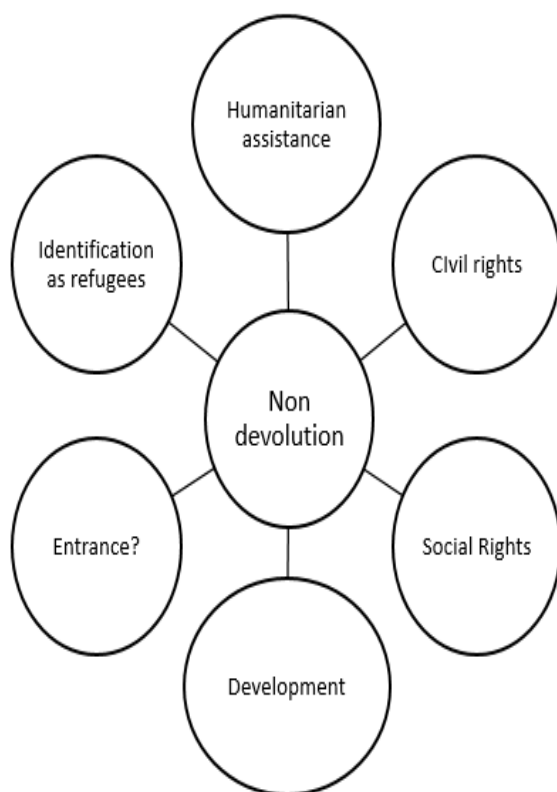 Humanitarian
assistance
Identification
as refugees
CIvil rights
Non
devolution
Entrance?
Social Rights
Development